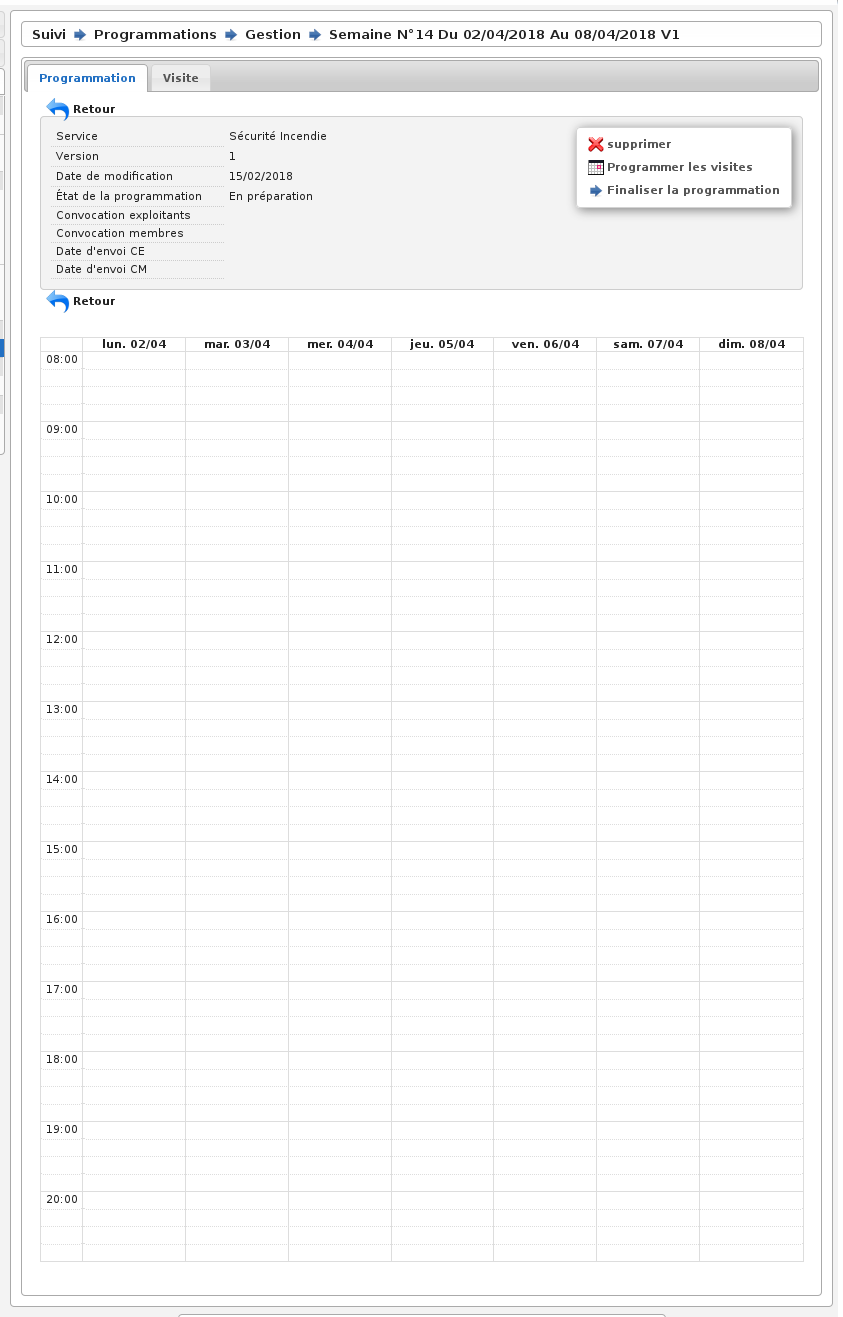 Suivi Programmations Gestion Semaine N°14 Du 02/04/2018 Au 08/04/2018 V1
Programmation Visite
Retour
Service Sécurité Incendie
Version 1
Date de modification 15/02/2018
État de la programmation En préparation
Convocation exploitants
Convocation membres
Date d'envoi CE
Date d'envoi CM
supprimer
Programmer les visites
Finaliser la programmation
Retour
lun. 02/04 mar. 03/04 mer. 04/04 jeu. 05/04 ven. 06/04 sam. 07/04 dim. 08/04
08:00
09:00
10:00
11:00
12:00
13:00
14:00
15:00
16:00
17:00
18:00
19:00
20:00